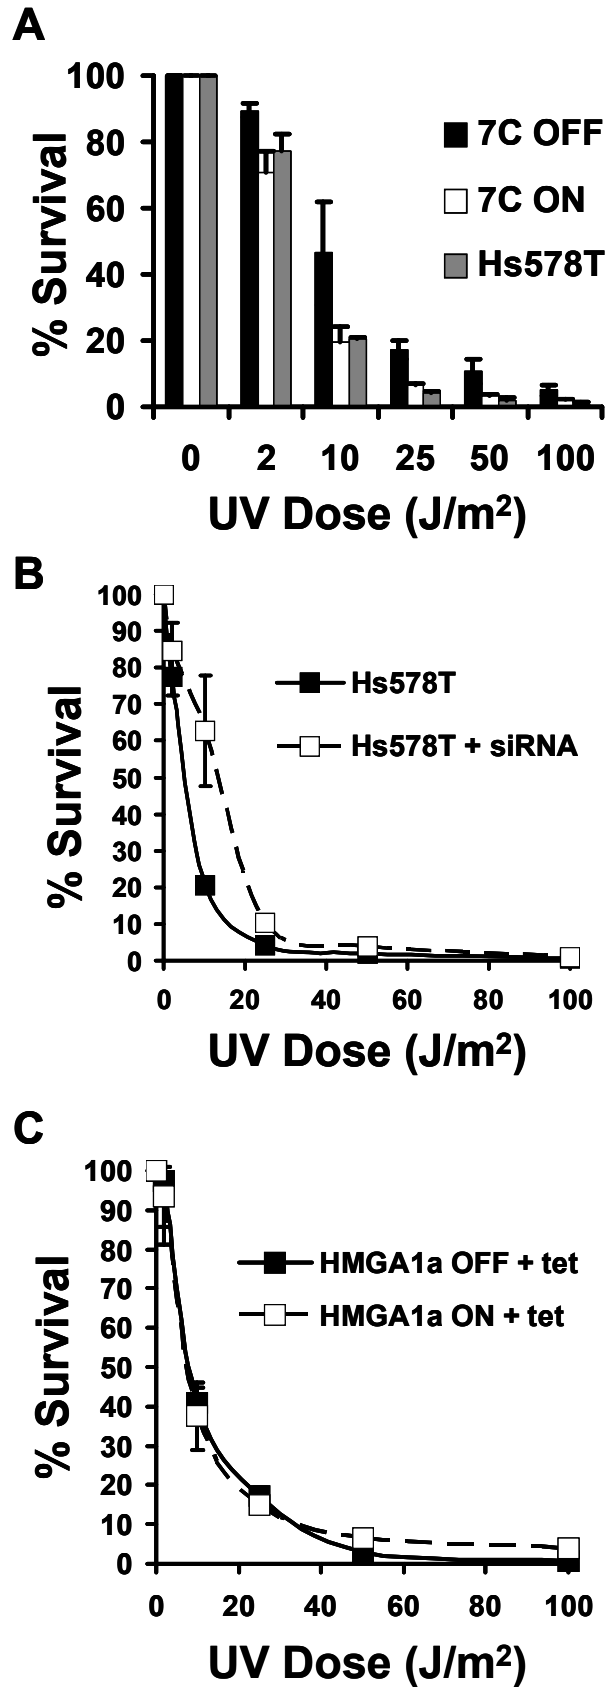 A
100
80
60
40
20
0
% Survival
7C OFF
7C ON
Hs578T
0 2 10 25 50 100
UV Dose (J/m²)
B
100
90
80
70
60
50
40
30
20
10
0
% Survival
Hs578T
Hs578T + siRNA
0 20 40 60 80 100
UV Dose (J/m²)
C
100
90
80
70
60
50
40
30
20
10
0
% Survival
HMGA1a OFF + tet
HMGA1a ON + tet
0 20 40 60 80 100
UV Dose (J/m²)